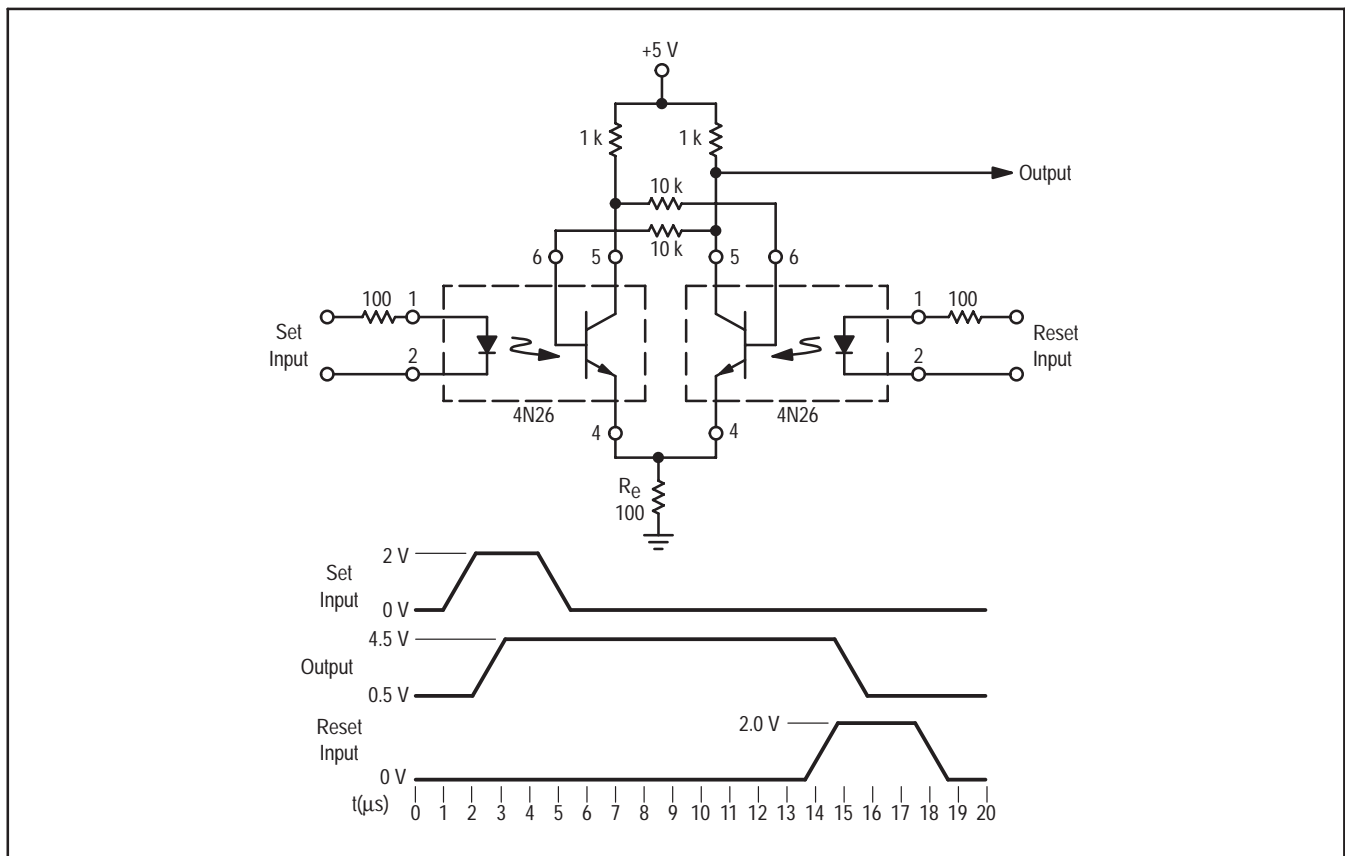 +5 V
1 k 1 k
Output
10 k
10 k
6 5 5 6
100 1 1 100
Set Input
Reset Input
2 2
4N26 4N26
4 4
Re
100
2 V
Set
Input
0 V
4.5 V
Output
0.5 V
Reset
Input
2.0 V
0 V
t(μs) 0 1 2 3 4 5 6 7 8 9 10 11 12 13 14 15 16 17 18 19 20